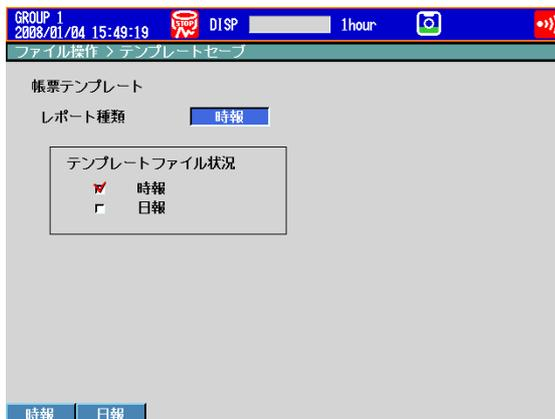 GROUP 1
2008/01/04 15:49:19
STOP
DISP
1hour
ファイル操作 > テンプレートセーブ
帳票テンプレート
レポート種類 時報
テンプレートファイル状況
時報
日報
時報 日報